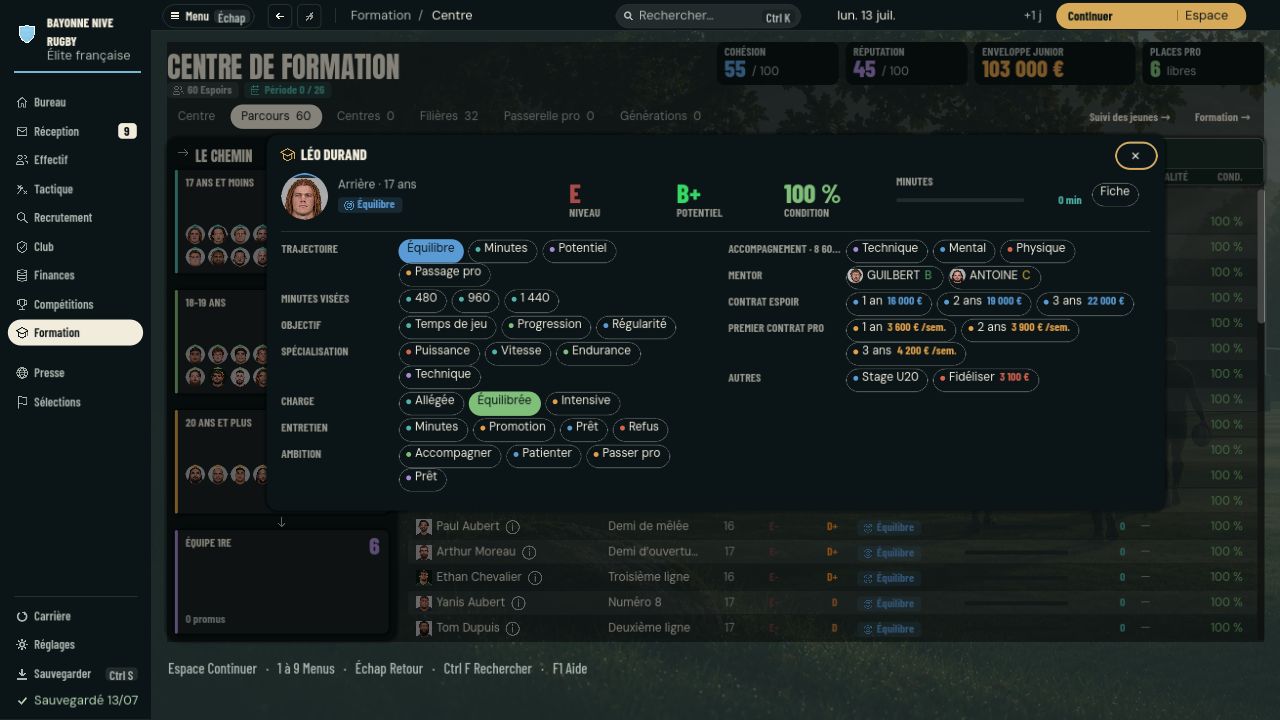 BAYONNE NIVE RUGBY
Élite française
Bureau
Réception 9
Effectif
Tactique
Recrutement
Club
Finances
Compétitions
Formation
Presse
Sélections
Carrière
Réglages
Sauvegarder Ctrl S
Sauvegardé 13/07
Menu Échap
Formation / Centre
Rechercher... Ctrl K
lun. 13 juil.
+1 j
Continuer Espace
CENTRE DE FORMATION
60 Espoirs Période 0 / 26
COHÉSION
55 / 100
RÉPUTATION
45 / 100
ENVELOPPE JUNIOR
103 000 €
PLACES PRO
6 libres
Centre Parcours 60 Centres 0 Filières 32 Passerelle pro 0 Générations 0
Suivi des jeunes → Formation →
→ LE CHEMIN
17 ANS ET MOINS
18-19 ANS
20 ANS ET PLUS
↓
ÉQUIPE 1RE 6
0 promus
LÉO DURAND ×
Arrière · 17 ans
Équilibre
E
NIVEAU
B+
POTENTIEL
100 %
CONDITION
MINUTES
0 min
Fiche
TRAJECTOIRE Équilibre Minutes Potentiel
Passage pro
MINUTES VISÉES 480 960 1 440
OBJECTIF Temps de jeu Progression Régularité
SPÉCIALISATION Puissance Vitesse Endurance
Technique
CHARGE Allégée Équilibrée Intensive
ENTRETIEN Minutes Promotion Prêt Refus
AMBITION Accompagner Patienter Passer pro
Prêt
ACCOMPAGNEMENT · 8 60... Technique Mental Physique
MENTOR GUILBERT B ANTOINE C
CONTRAT ESPOIR 1 an 16 000 € 2 ans 19 000 € 3 ans 22 000 €
PREMIER CONTRAT PRO 1 an 3 600 € /sem. 2 ans 3 900 € /sem.
3 ans 4 200 € /sem.
AUTRES Stage U20 Fidéliser 3 100 €
ALITÉ COND.
100 %
100 %
100 %
100 %
100 %
100 %
100 %
100 %
100 %
100 %
100 %
100 %
Paul Aubert Demi de mêlée 16 E- D+ Équilibre 0 — 100 %
Arthur Moreau Demi d'ouvertu... 17 E- D+ Équilibre 0 — 100 %
Ethan Chevalier Troisième ligne 16 E- D+ Équilibre 0 — 100 %
Yanis Aubert Numéro 8 17 E- D Équilibre 0 — 100 %
Tom Dupuis Deuxième ligne 17 E- D Équilibre 0 — 100 %
Espace Continuer · 1 à 9 Menus · Échap Retour · Ctrl F Rechercher · F1 Aide